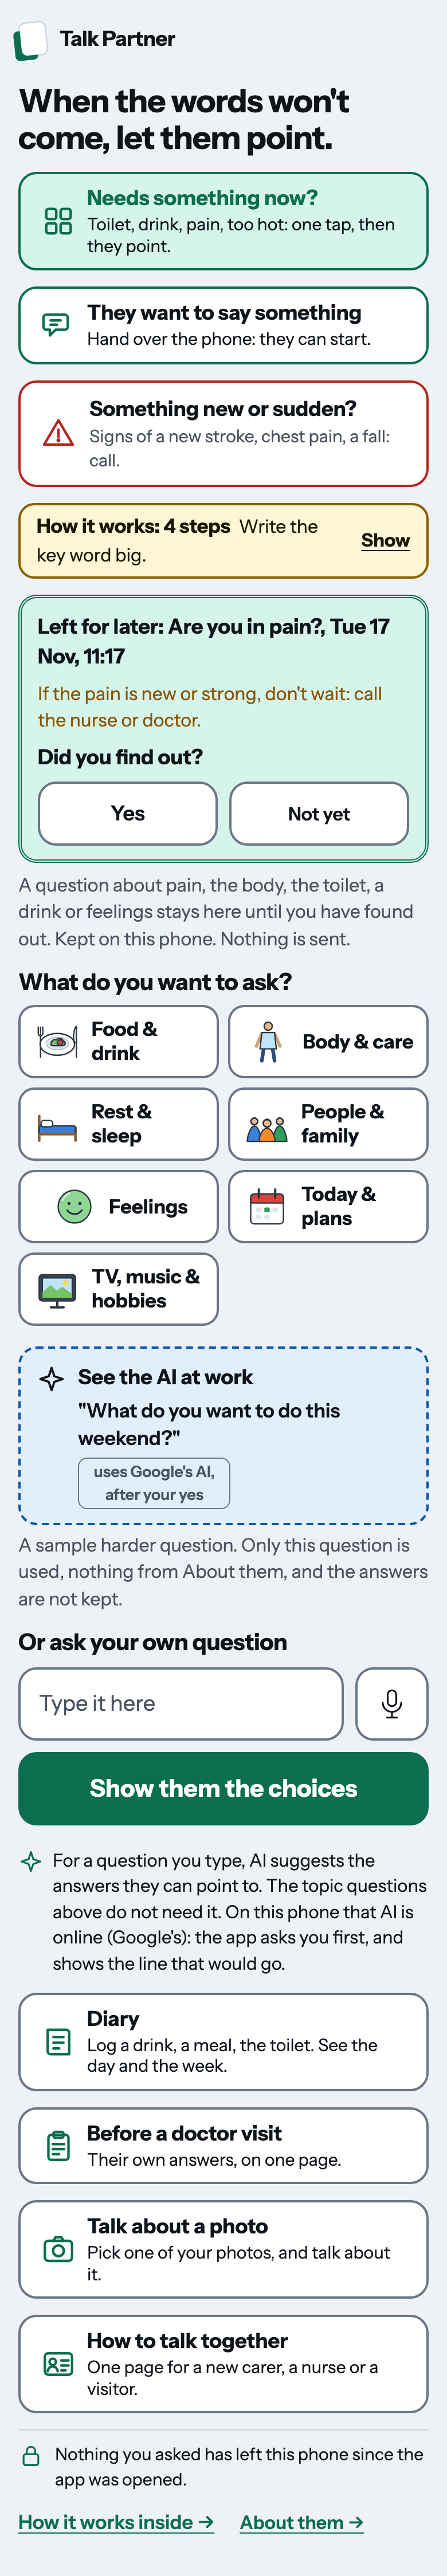 Talk Partner
When the words won't
come, let them point.
Needs something now?
Toilet, drink, pain, too hot: one tap, then
they point.
They want to say something
Hand over the phone: they can start.
Something new or sudden?
Signs of a new stroke, chest pain, a fall:
call.
How it works: 4 steps Write the
key word big.
Show
Left for later: Are you in pain?, Tue 17
Nov, 11:17
If the pain is new or strong, don't wait: call
the nurse or doctor.
Did you find out?
Yes
Not yet
A question about pain, the body, the toilet, a
drink or feelings stays here until you have found
out. Kept on this phone. Nothing is sent.
What do you want to ask?
Food &
drink
Body & care
Rest &
sleep
People &
family
Feelings
Today &
plans
TV, music &
hobbies
See the AI at work
"What do you want to do this
weekend?"
uses Google's AI,
after your yes
A sample harder question. Only this question is
used, nothing from About them, and the answers
are not kept.
Or ask your own question
Type it here
Show them the choices
For a question you type, AI suggests the
answers they can point to. The topic questions
above do not need it. On this phone that AI is
online (Google's): the app asks you first, and
shows the line that would go.
Diary
Log a drink, a meal, the toilet. See the
day and the week.
Before a doctor visit
Their own answers, on one page.
Talk about a photo
Pick one of your photos, and talk about
it.
How to talk together
One page for a new carer, a nurse or a
visitor.
Nothing you asked has left this phone since the
app was opened.
How it works inside →
About them →